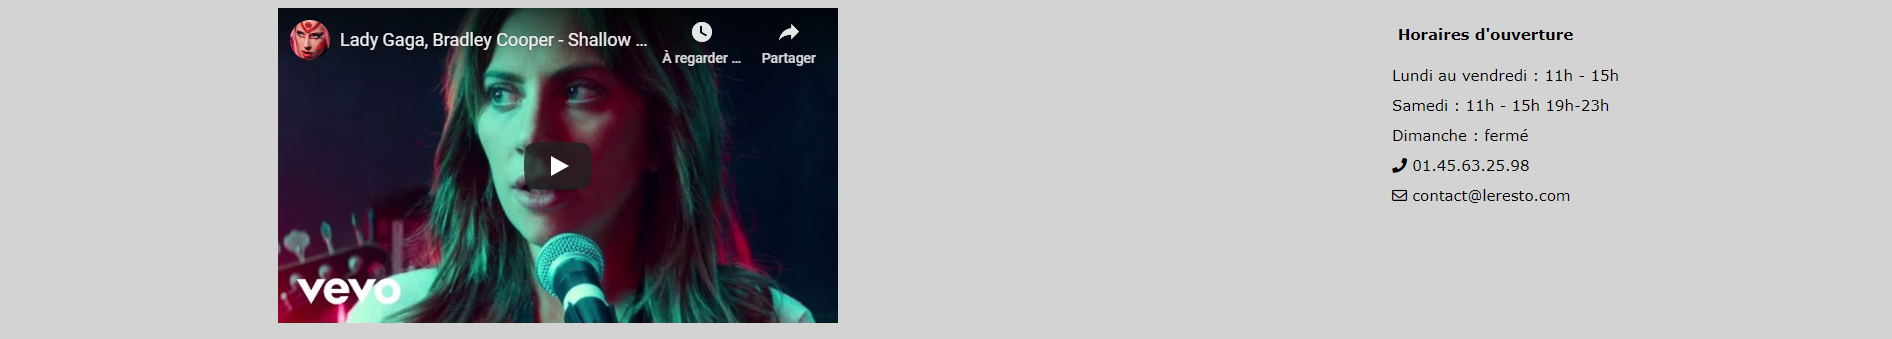 Lady Gaga, Bradley Cooper - Shallow ...
À regarder ...
Partager
vevo
Horaires d'ouverture
Lundi au vendredi : 11h - 15h
Samedi : 11h - 15h 19h-23h
Dimanche : fermé
01.45.63.25.98
contact@leresto.com